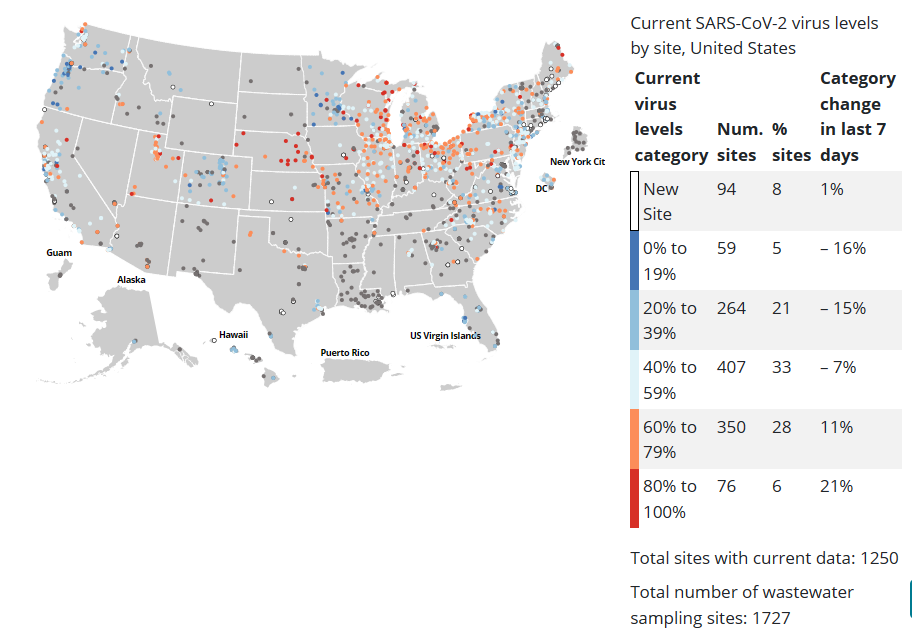 Current SARS-CoV-2 virus levels
by site, United States
Current virus levels category | Num. sites | % sites | Category change in last 7 days
New Site | 94 | 8 | 1%
0% to 19% | 59 | 5 | – 16%
20% to 39% | 264 | 21 | – 15%
40% to 59% | 407 | 33 | – 7%
60% to 79% | 350 | 28 | 11%
80% to 100% | 76 | 6 | 21%
Total sites with current data: 1250
Total number of wastewater
sampling sites: 1727
New York Cit
DC
Guam
Alaska
Hawaii
US Virgin Islands
Puerto Rico